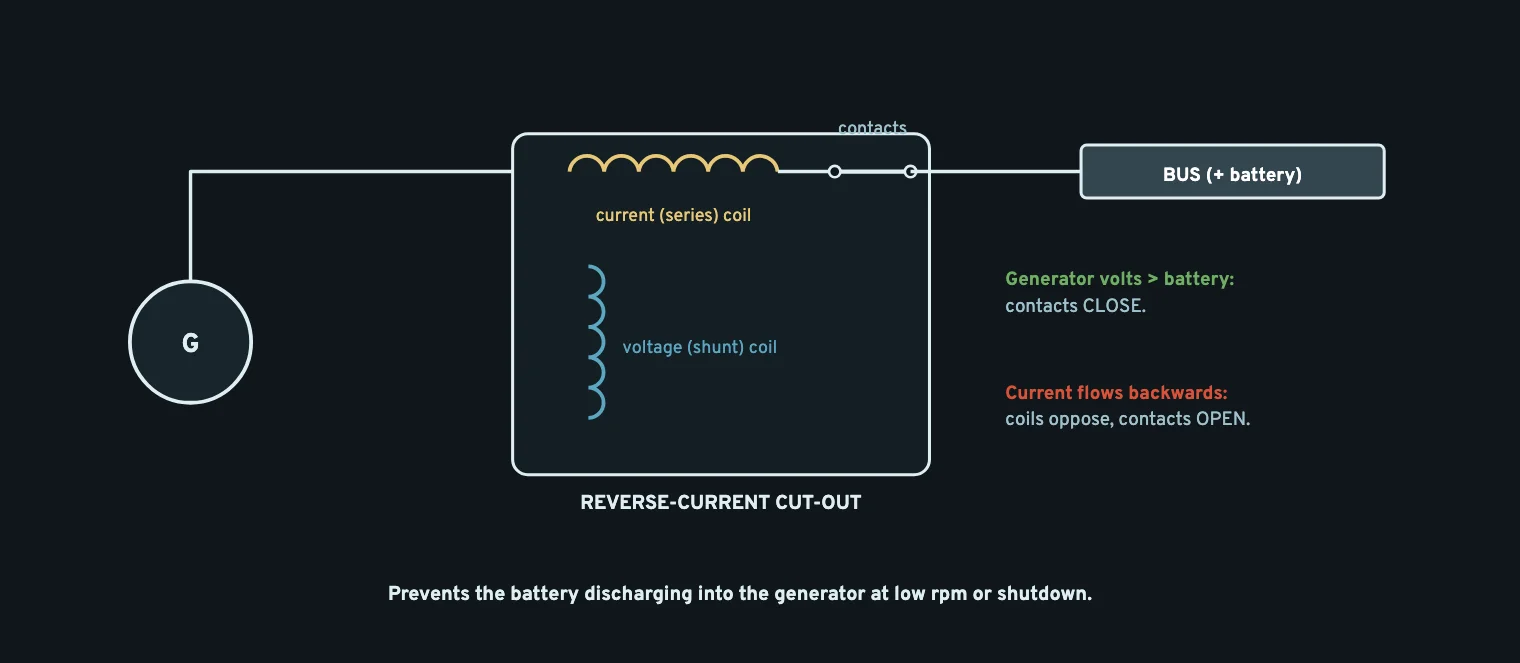 contacts
BUS (+ battery)
current (series) coil
Generator volts > battery:
contacts CLOSE.
G
voltage (shunt) coil
Current flows backwards:
coils oppose, contacts OPEN.
REVERSE-CURRENT CUT-OUT
Prevents the battery discharging into the generator at low rpm or shutdown.